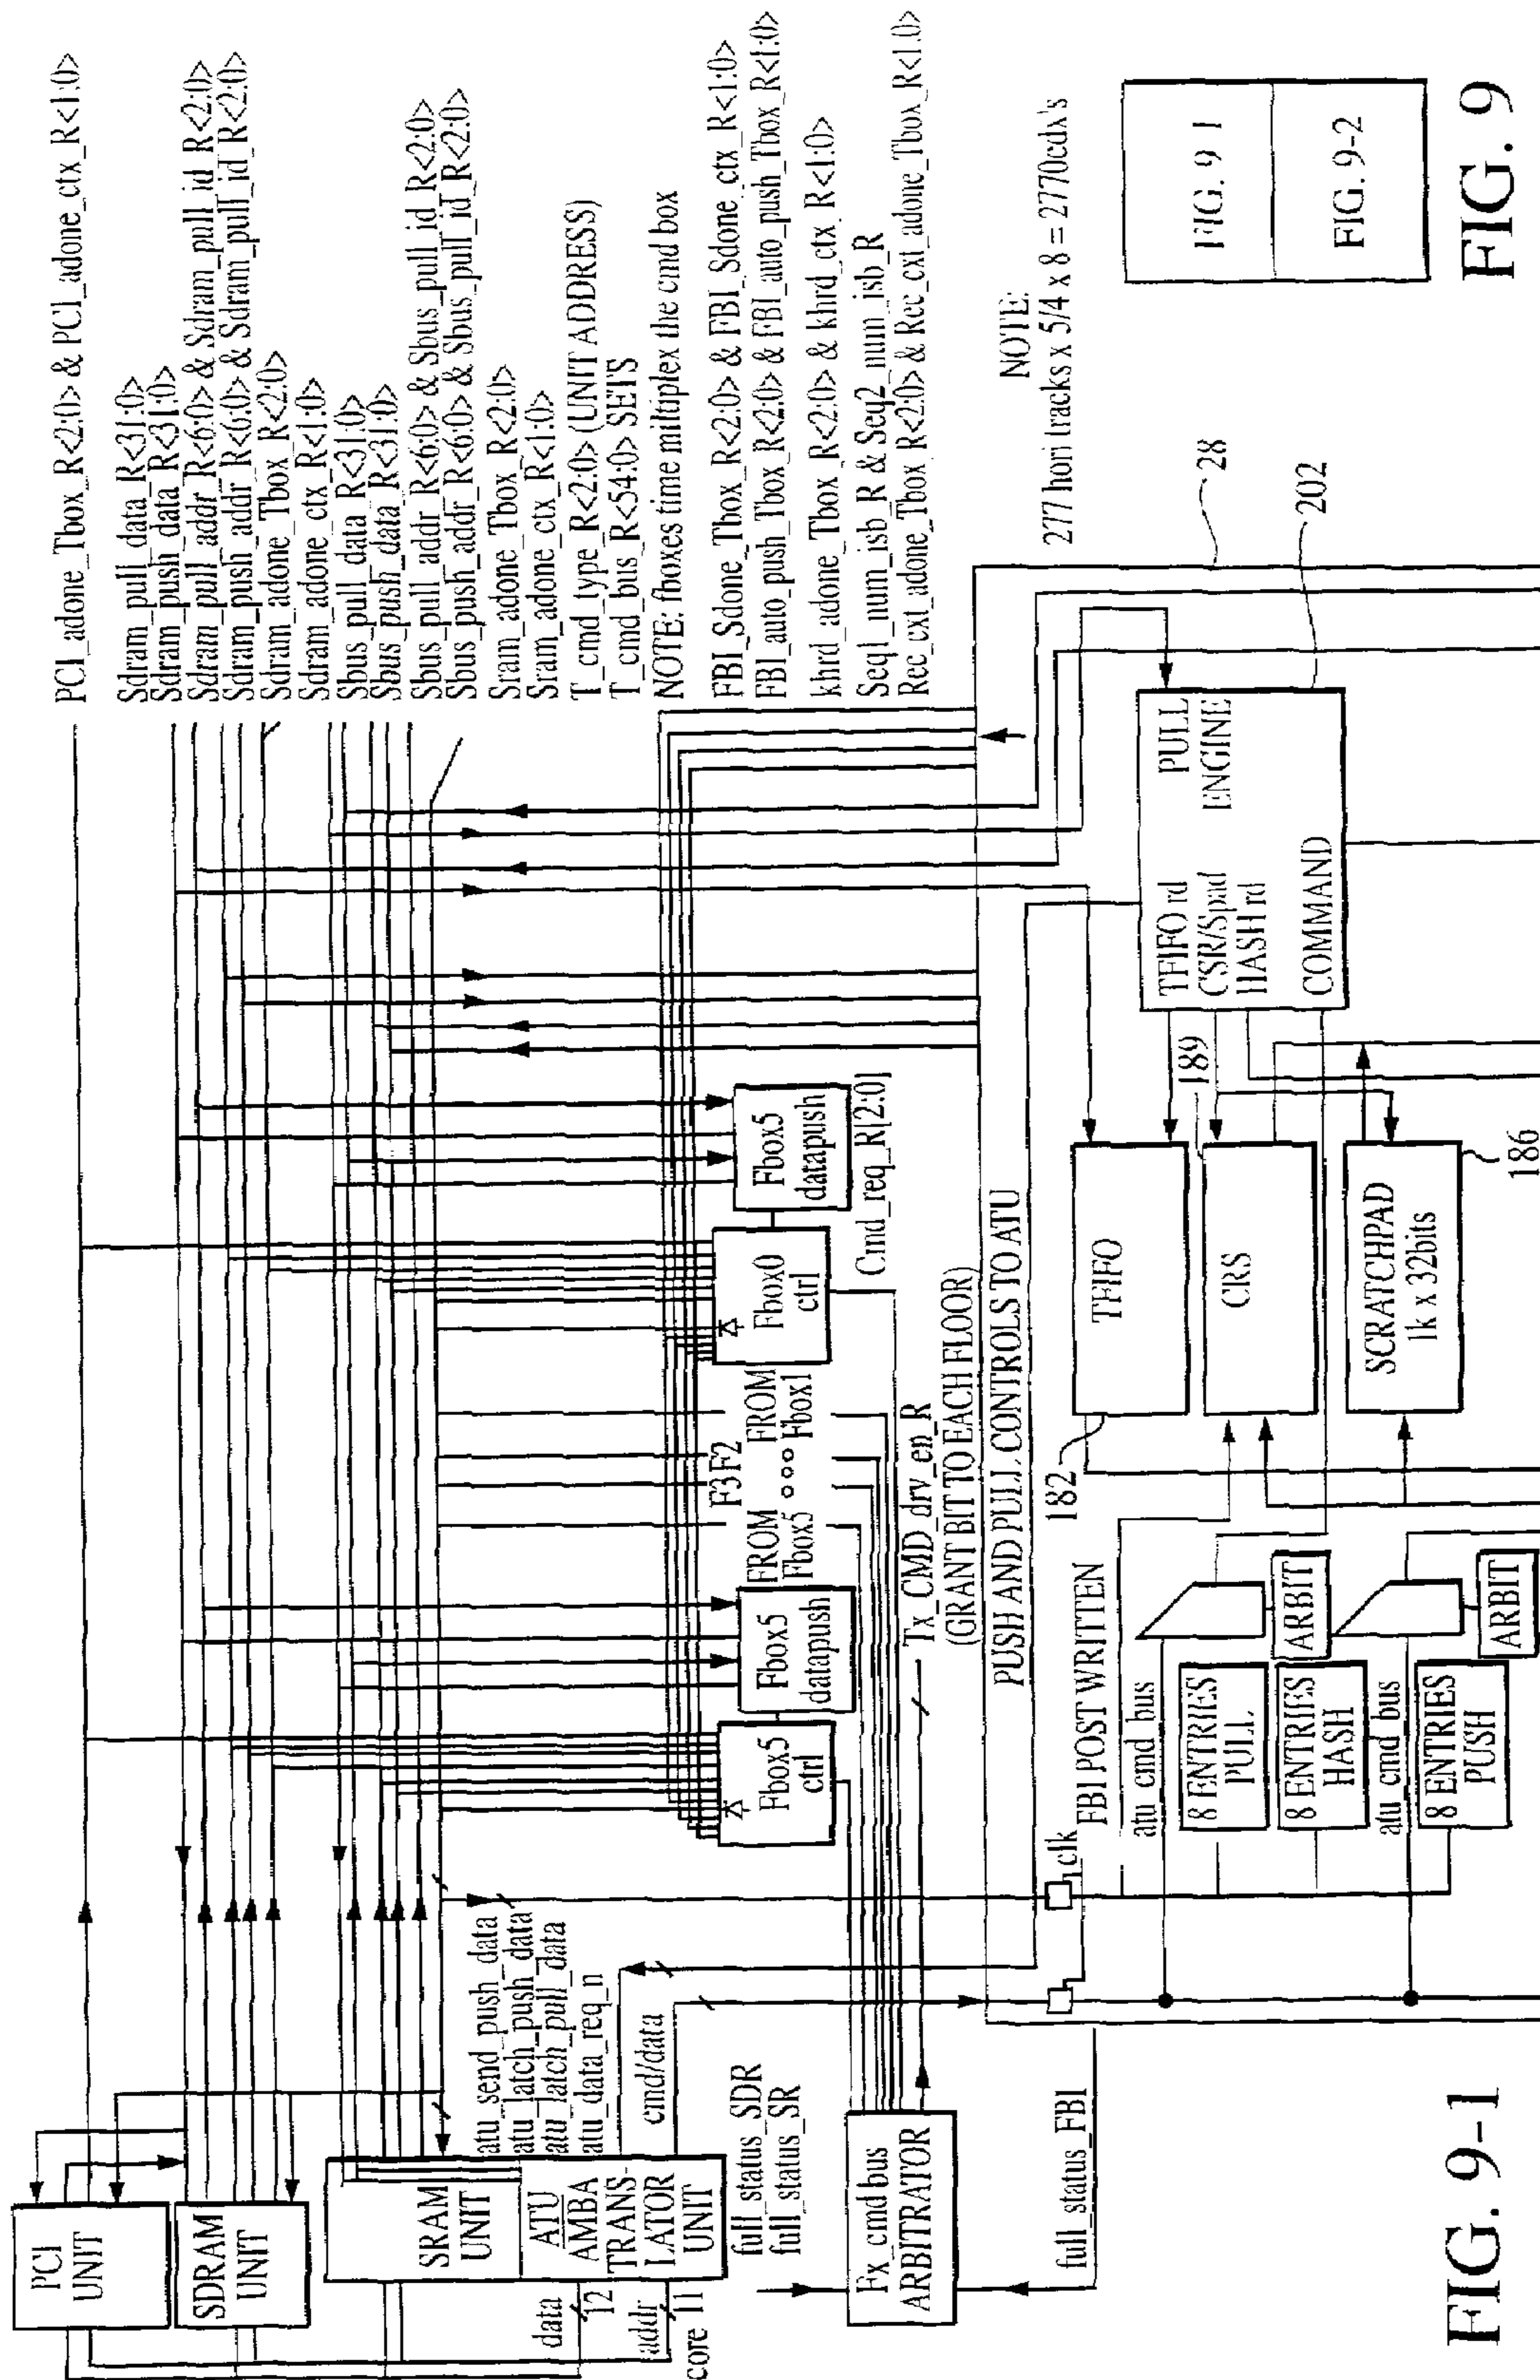 PCI_adone_Tbox_R<2:0> & PCI_adone_ctx_R<1:0>
Sdram_pull_data_R<31:0>
Sdram_push_data_R<31:0>
Sdram_pull_addr_R<6:0> & Sdram_pull_id_R<2:0>
Sdram_push_addr_R<6:0> & Sdram_pull_id_R<2:0>
Sdram_adone_Tbox_R<2:0>
Sdram_adone_ctx_R<1:0>
Sbus_pull_data_R<31:0>
Sbus_push_data_R<31:0>
Sbus_pull_addr_R<6:0> & Sbus_pull_id_R<2:0>
Sbus_push_addr_R<6:0> & Sbus_pull_id_R<2:0>
Sram_adone_Tbox_R<2:0>
Sram_adone_ctx_R<1:0>
T_cmd_type_R<2:0> (UNIT ADDRESS)
T_cmd_bus_R<54:0> SETS
NOTE: fboxes time miltiplex the cmd box
FBI_Sdone_Tbox_R<2:0> & FBI_Sdone_ctx_R<1:0>
FBI_auto_push_Tbox_R<2:0> & FBI_auto_push_Tbox_R<1:0>
khrd_adone_Tbox_R<2:0> & khrd_ctx_R<1:0>
Seq1_num_isb_R & Seq2_num_isb_R
Rec_cxt_adone_Tbox_R<2:0> & Rec_cxt_adone_Tbox_R<1.0>
NOTE:
277 hori tracks x 5/4 x 8 = 2770cdx's
28
202
PCI
UNIT
SDRAM
UNIT
SRAM
UNIT
ATU
AMBA
TRANS-
LATOR
UNIT
data
12
addr
11
core
atu_send_push_data
atu_latch_push_data
atu_latch_pull_data
atu_data_req_n
cmd/data
full_status_SDR
full_status_SR
Fx_cmd bus
ARBITRATOR
full_status_FBI
Fbox5
ctrl
Fbox5
datapush
FROM
Fbox5
F3F2
FROM
Fbox1
Fbox0
ctrl
Fbox5
datapush
Cmd_req_R[2:0]
Tx_CMD_drv_en_R
(GRANT BIT TO EACH FLOOR)
PUSH AND PULL CONTROLS TO ATU
clk
FBI POST WRITTEN
atu_cmd bus
8 ENTRIES
PULL
8 ENTRIES
HASH
atu_cmd bus
8 ENTRIES
PUSH
ARBIT
ARBIT
182
TFIFO
189
CRS
SCRATCHPAD
1k x 32bits
186
TFIFO rd
CSR/Spad
HASH rd
COMMAND
PULL
ENGINE
FIG. 9-1
FIG. 9 1
FIG. 9-2
FIG. 9